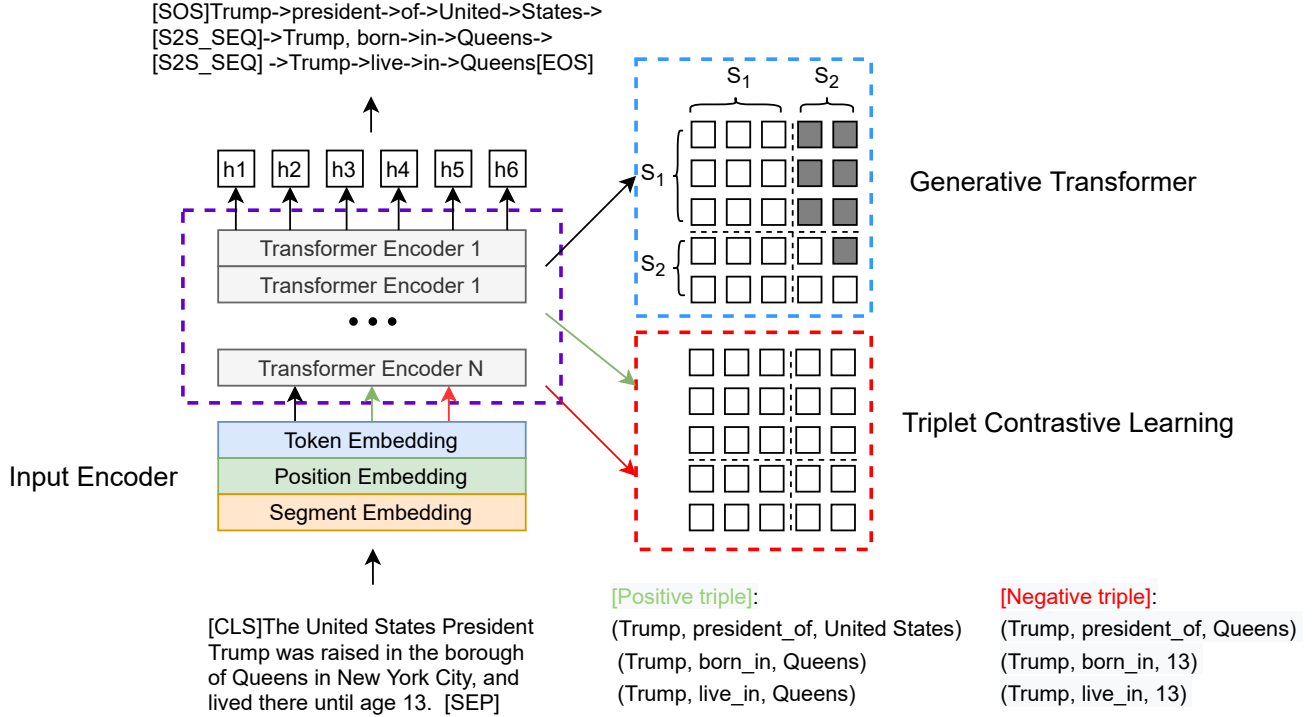 [SOS]Trump->president->of->United->States->
[S2S_SEQ]->Trump, born->in->Queens->
[S2S_SEQ] ->Trump->live->in->Queens[EOS]
h1 h2 h3 h4 h5 h6
Transformer Encoder 1
Transformer Encoder 1
Transformer Encoder N
Token Embedding
Position Embedding
Segment Embedding
Input Encoder
[CLS]The United States President
Trump was raised in the borough
of Queens in New York City, and
lived there until age 13. [SEP]
S1 S2
S1
S2
Generative Transformer
Triplet Contrastive Learning
[Positive triple]:
(Trump, president_of, United States)
(Trump, born_in, Queens)
(Trump, live_in, Queens)
[Negative triple]:
(Trump, president_of, Queens)
(Trump, born_in, 13)
(Trump, live_in, 13)